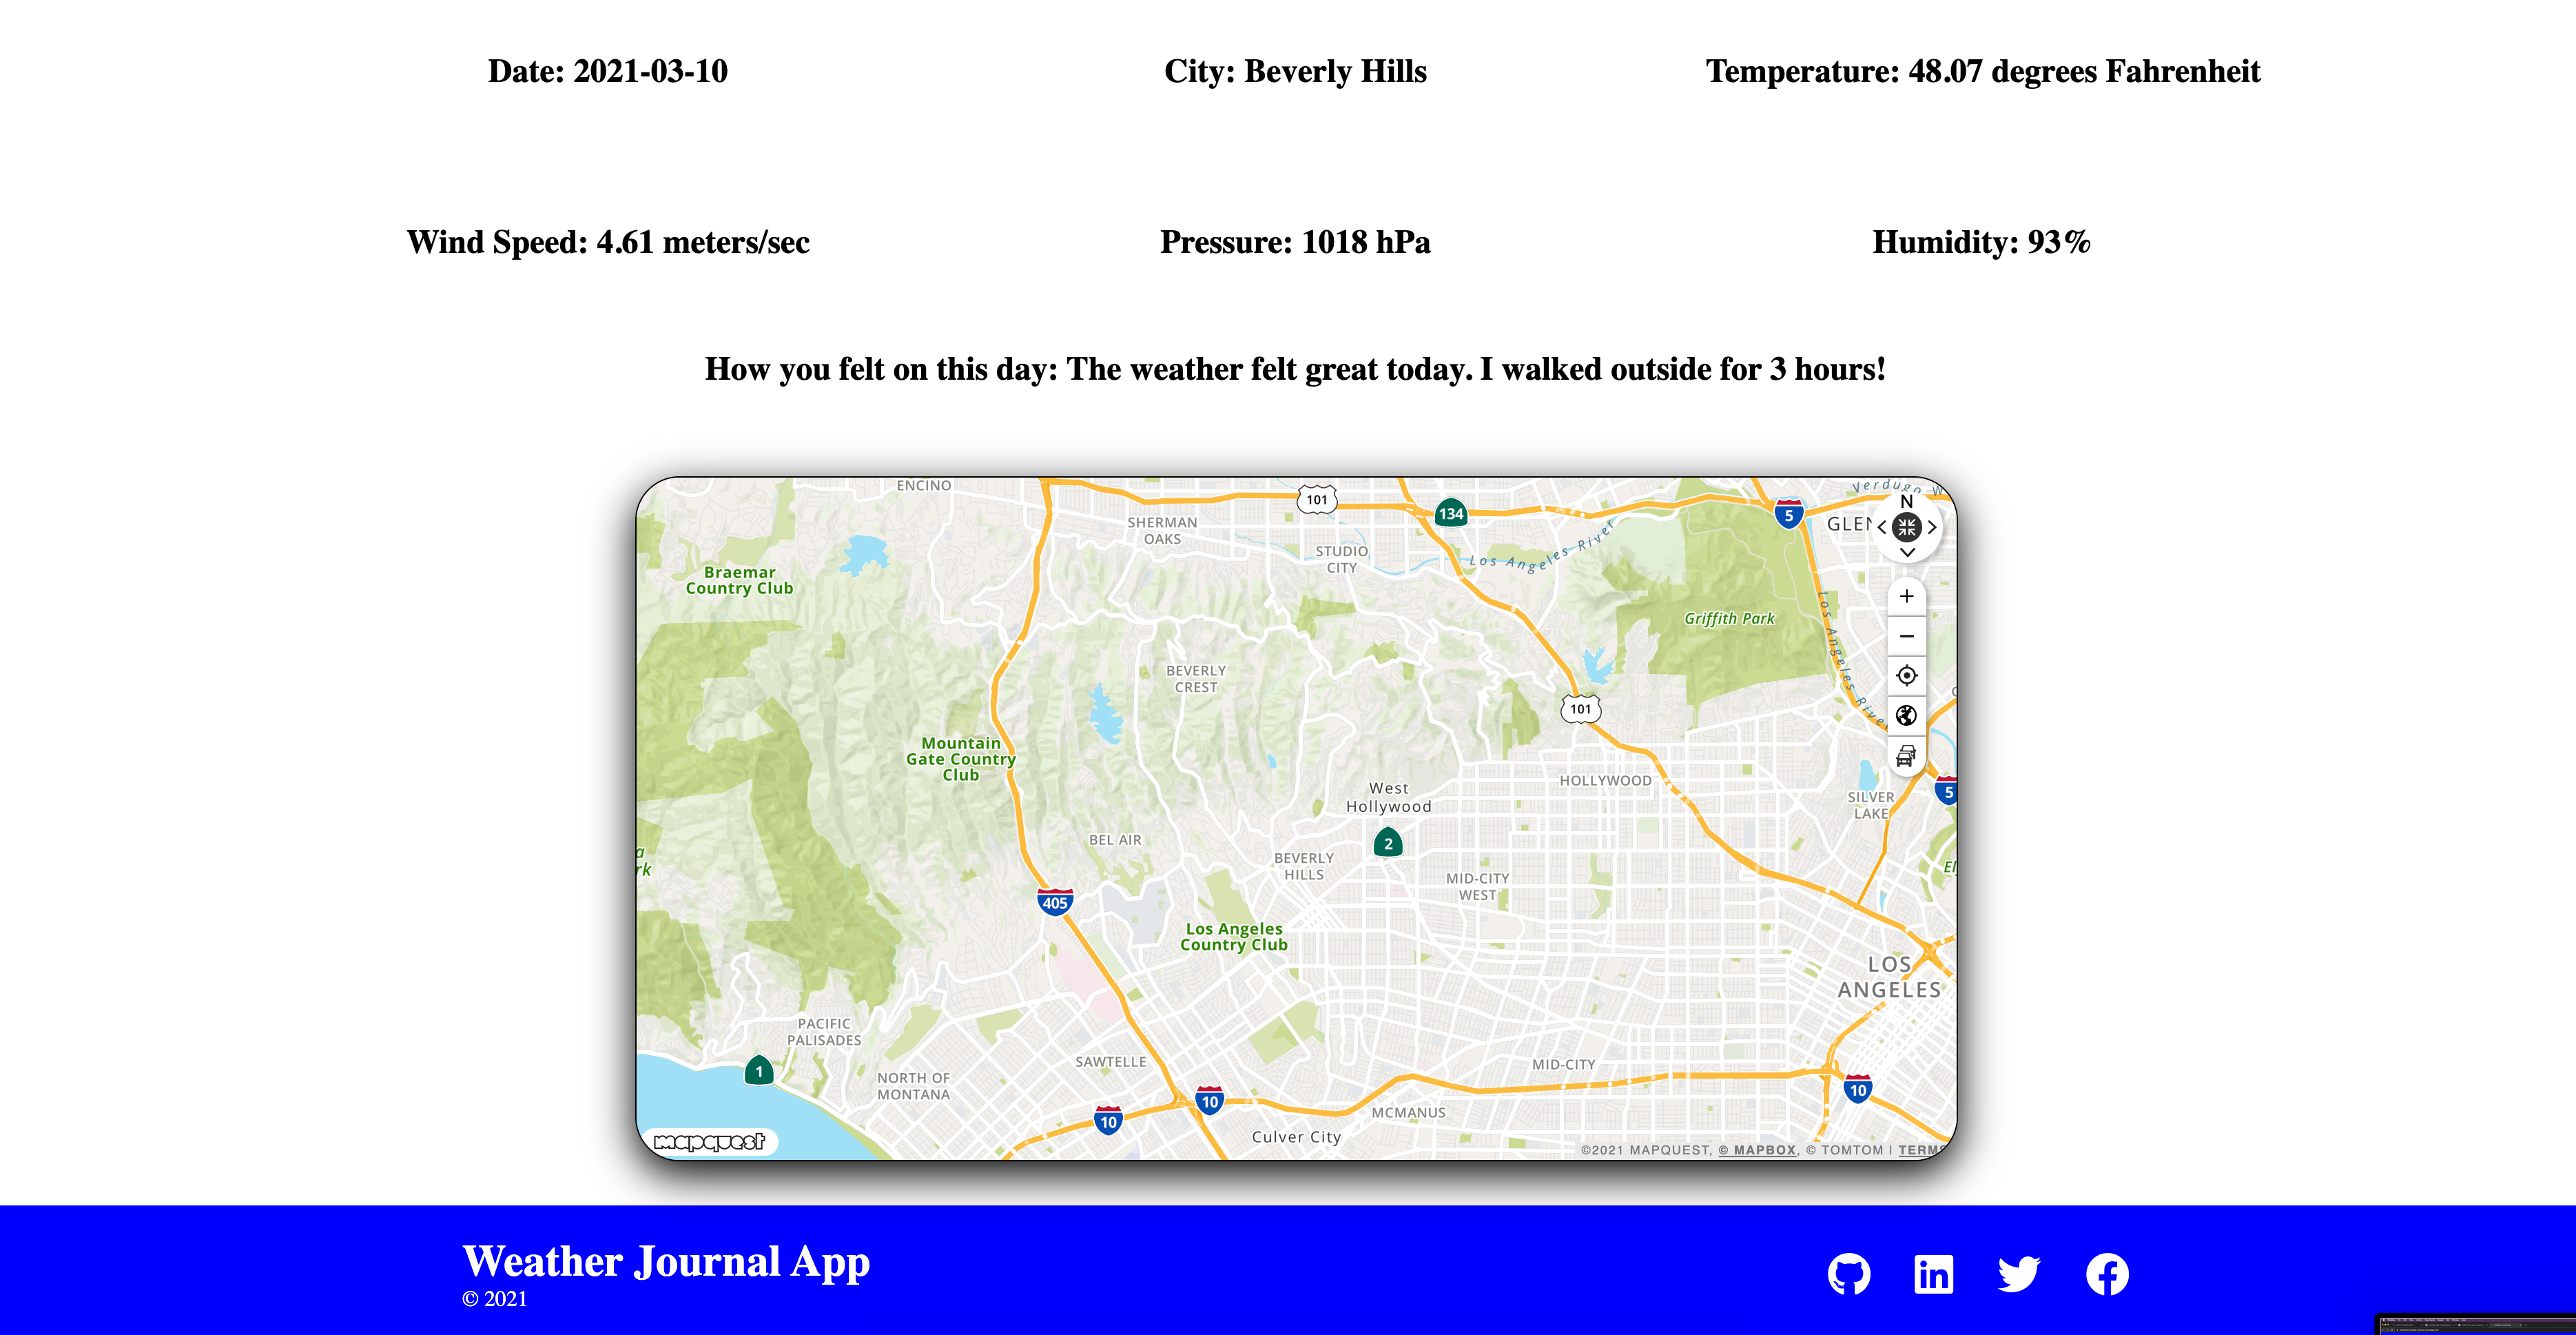 Date: 2021-03-10
City: Beverly Hills
Temperature: 48.07 degrees Fahrenheit
Wind Speed: 4.61 meters/sec
Pressure: 1018 hPa
Humidity: 93%
How you felt on this day: The weather felt great today. I walked outside for 3 hours!
ENCINO
101
134
5
Verdugo W
N
GLEN
SHERMAN
OAKS
STUDIO
CITY
Los Angeles River
Braemar
Country Club
Griffith Park
Los Angeles River
BEVERLY
CREST
101
Mountain
Gate Country
Club
West
Hollywood
HOLLYWOOD
5
SILVER
LAKE
BEL AIR
2
BEVERLY
HILLS
MID-CITY
WEST
a
rk
El
405
Los Angeles
Country Club
LOS
ANGELES
PACIFIC
PALISADES
1
SAWTELLE
MID-CITY
NORTH OF
MONTANA
10
10
10
MCMANUS
Culver City
mapquest
©2021 MAPQUEST, © MAPBOX, © TOMTOM | TERMS
Weather Journal App
© 2021